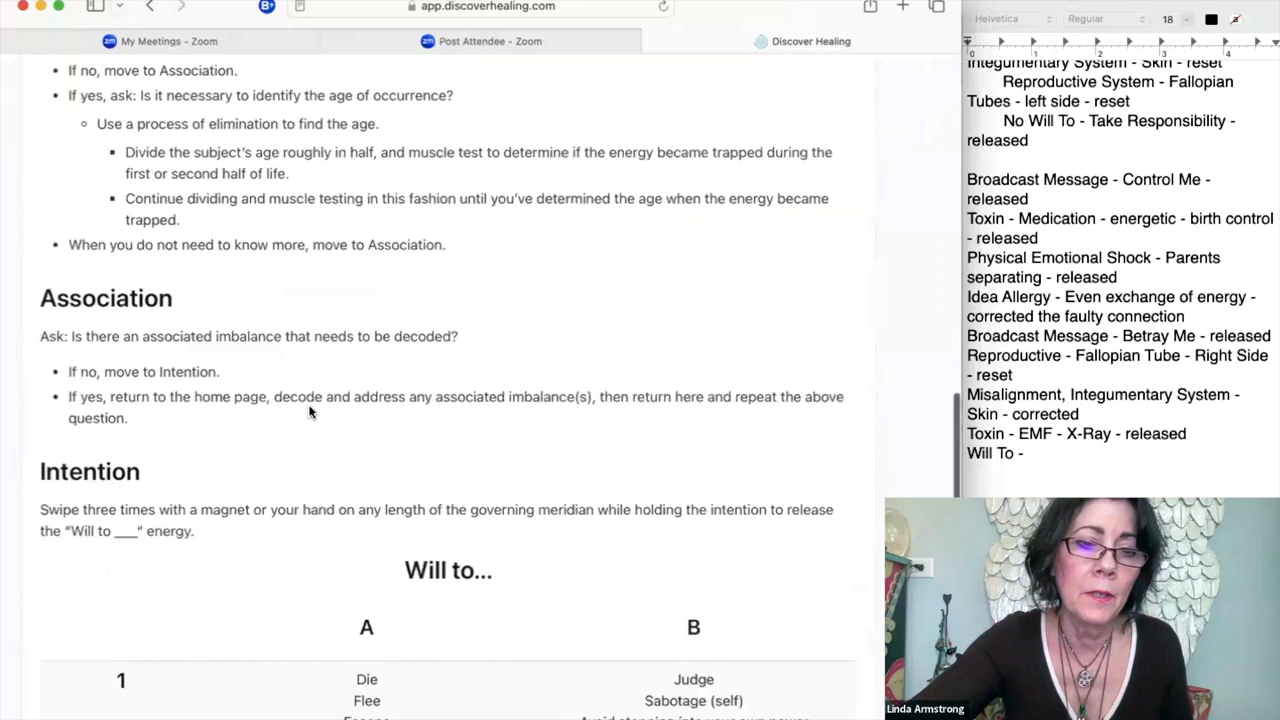 app.discoverhealing.com
My Meetings - Zoom
Post Attendee - Zoom
Discover Healing
• If no, move to Association.
• If yes, ask: Is it necessary to identify the age of occurrence?
Use a process of elimination to find the age.
Divide the subject's age roughly in half, and muscle test to determine if the energy became trapped during the
first or second half of life.
Continue dividing and muscle testing in this fashion until you've determined the age when the energy became
trapped.
• When you do not need to know more, move to Association.
Association
Ask: Is there an associated imbalance that needs to be decoded?
• If no, move to Intention.
• If yes, return to the home page, decode and address any associated imbalance(s), then return here and repeat the above
question.
Intention
Swipe three times with a magnet or your hand on any length of the governing meridian while holding the intention to release
the "Will to ___" energy.
Will to...
A B
1 Die Judge
Flee Sabotage (self)
Helvetica Regular 18
0 1 2 3 4
Integumentary System - Skin - reset
Reproductive System - Fallopian
Tubes - left side - reset
No Will To - Take Responsibility -
released
Broadcast Message - Control Me -
released
Toxin - Medication - energetic - birth control
- released
Physical Emotional Shock - Parents
separating - released
Idea Allergy - Even exchange of energy -
corrected the faulty connection
Broadcast Message - Betray Me - released
Reproductive - Fallopian Tube - Right Side
- reset
Misalignment, Integumentary System -
Skin - corrected
Toxin - EMF - X-Ray - released
Will To -
Linda Armstrong